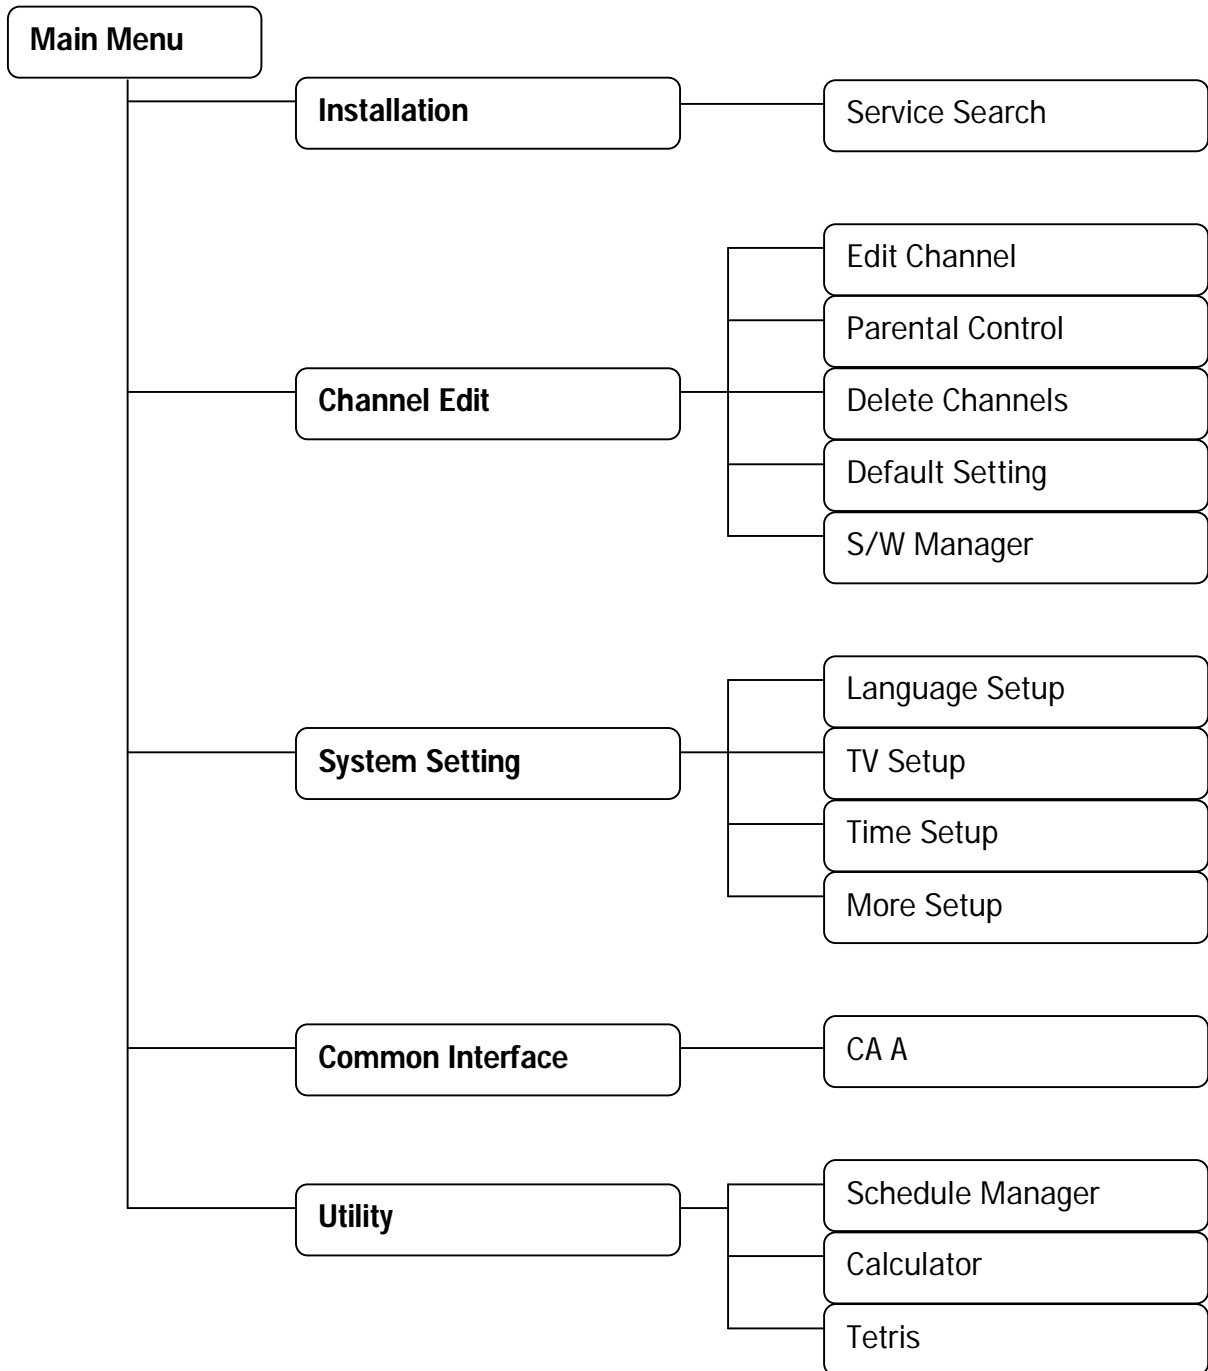 Main Menu
Installation
Service Search
Channel Edit
Edit Channel
Parental Control
Delete Channels
Default Setting
S/W Manager
System Setting
Language Setup
TV Setup
Time Setup
More Setup
Common Interface
CA A
Utility
Schedule Manager
Calculator
Tetris